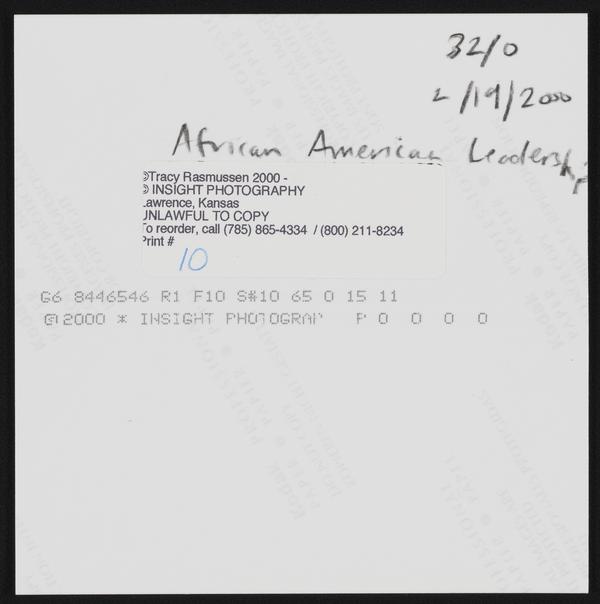 3210
2/19/2000
African American Leadership
©Tracy Rasmussen 2000 -
© INSIGHT PHOTOGRAPHY
Lawrence, Kansas
UNLAWFUL TO COPY
To reorder, call (785) 865-4334 / (800) 211-8234
Print #
10
G6 8446546 R1 F10 S#10 65 0 15 11
@2000 * INSIGHT PHOTOGRAP P 0 0 0 0